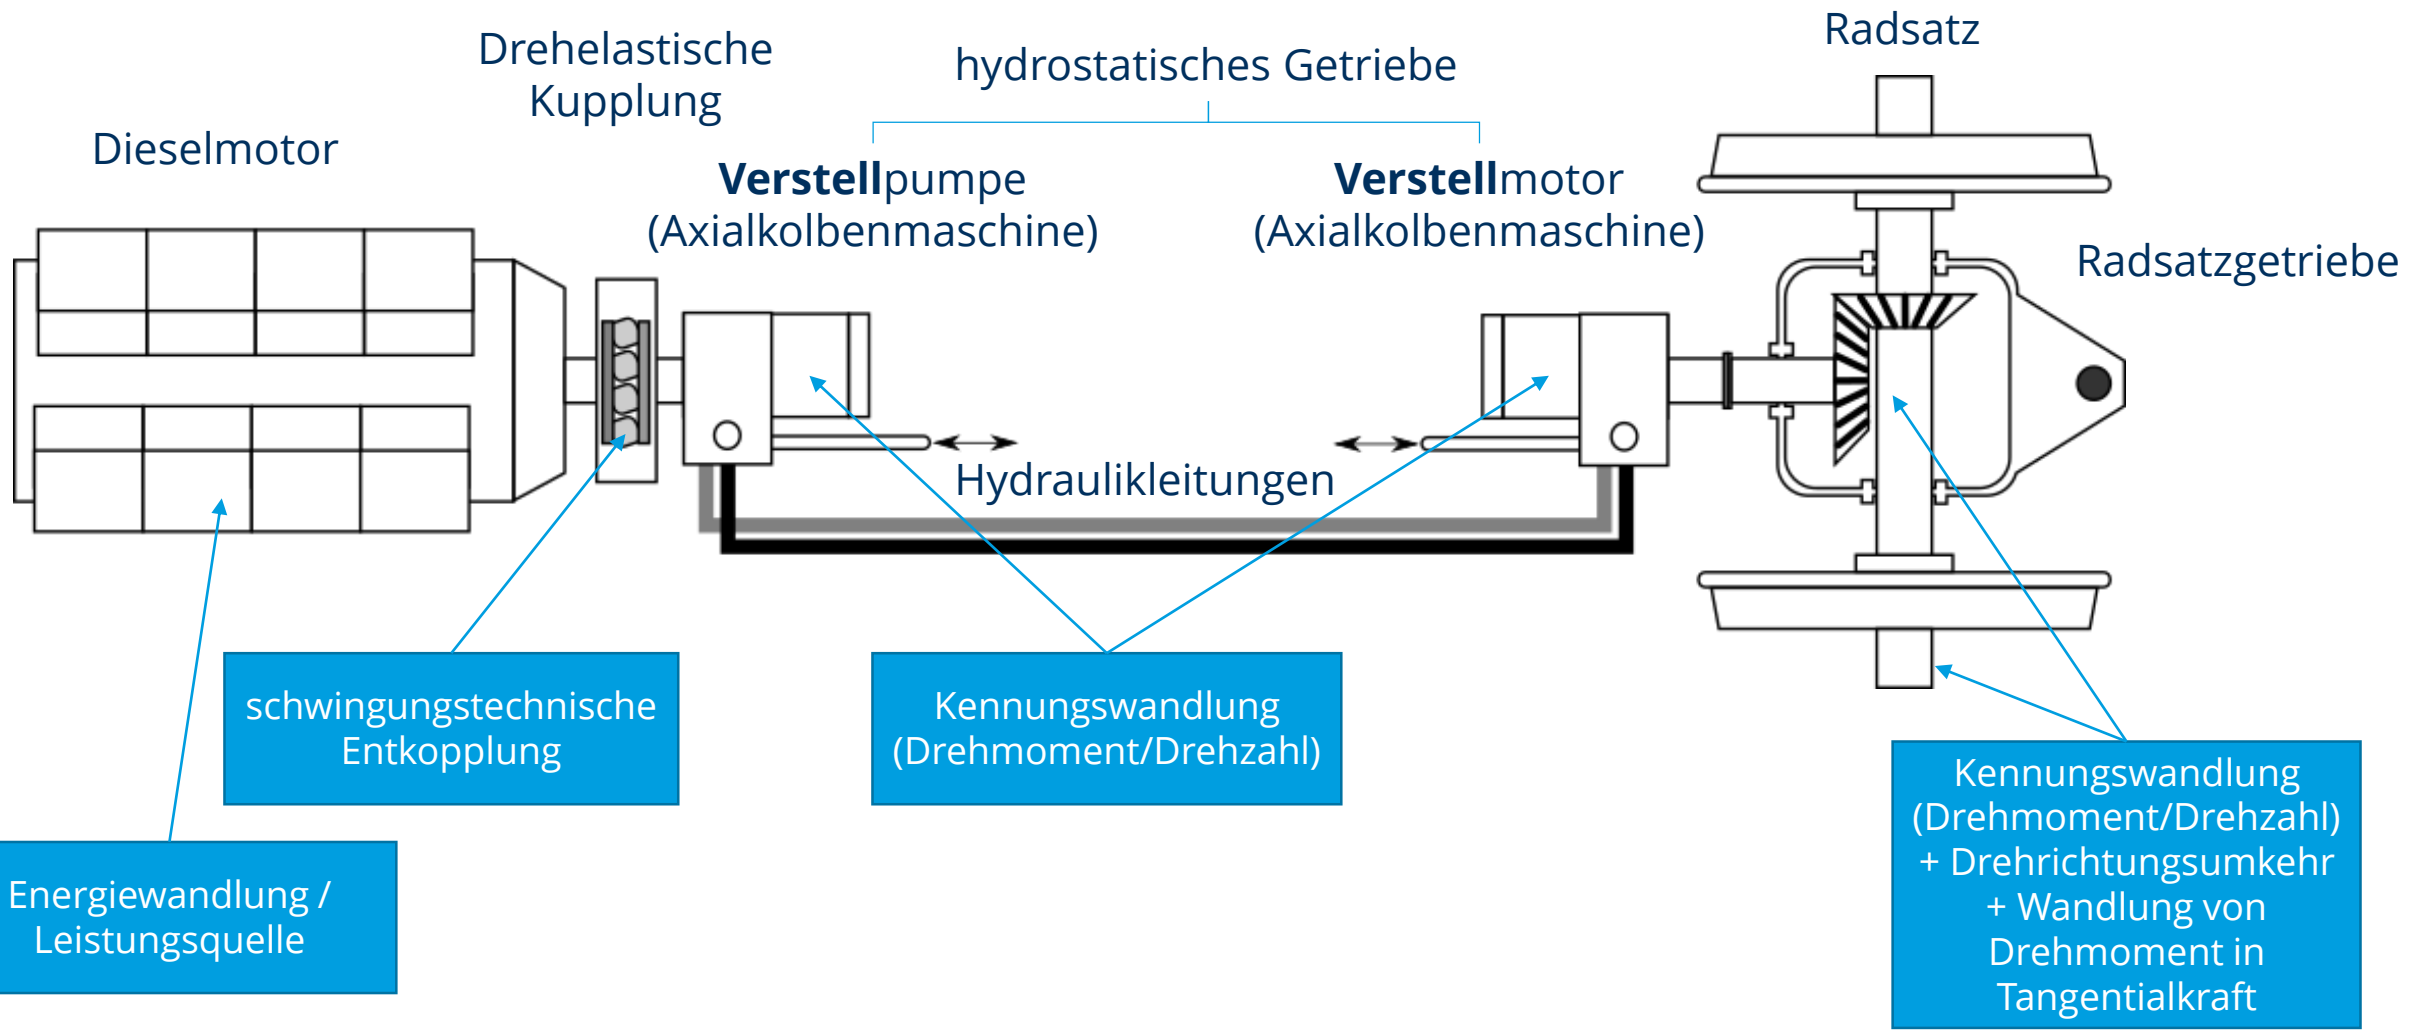 Drehelastische
Kupplung
hydrostatisches Getriebe
Radsatz
Dieselmotor
Verstellpumpe
(Axialkolbenmaschine)
Verstellmotor
(Axialkolbenmaschine)
Radsatzgetriebe
Hydraulikleitungen
schwingungstechnische
Entkopplung
Kennungswandlung
(Drehmoment/Drehzahl)
Energiewandlung /
Leistungsquelle
Kennungswandlung
(Drehmoment/Drehzahl)
+ Drehrichtungsumkehr
+ Wandlung von
Drehmoment in
Tangentialkraft